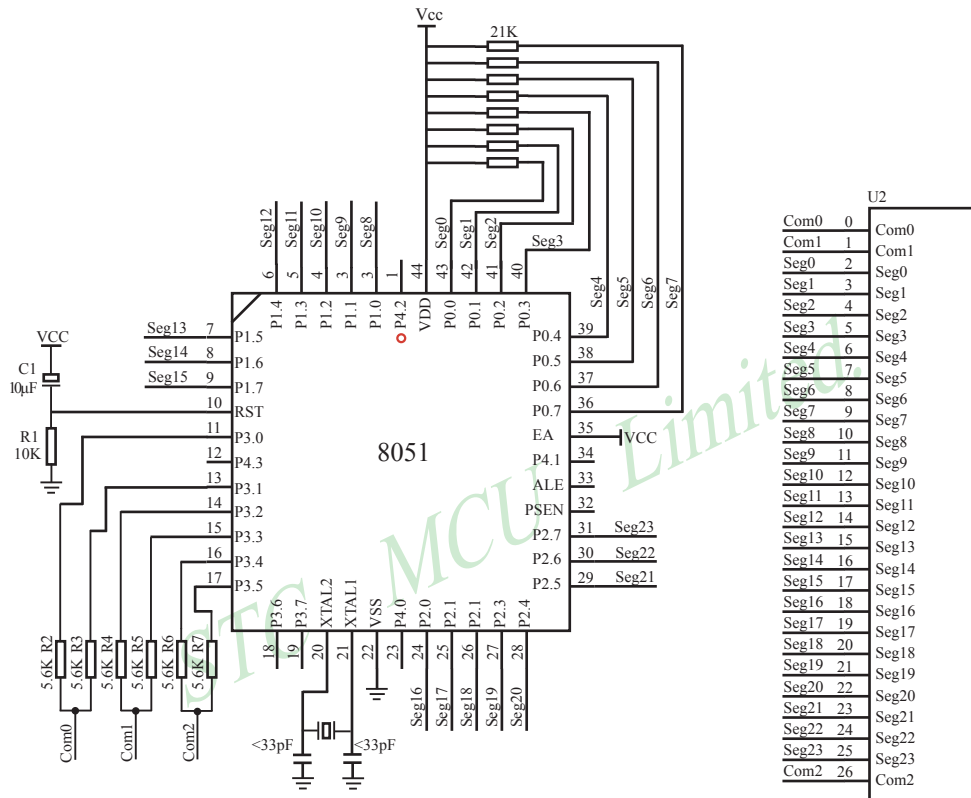 Vcc
21K
Seg12
Seg11
Seg10
Seg9
Seg8
Seg0
Seg1
Seg2
Seg3
Seg4
Seg5
Seg6
Seg7
6
5
4
3
3
1
44
43
42
41
40
P1.4
P1.3
P1.2
P1.1
P1.0
P4.2
VDD
P0.0
P0.1
P0.2
P0.3
Seg13 7 P1.5
Seg14 8 P1.6
Seg15 9 P1.7
10 RST
11 P3.0
12 P4.3
13 P3.1
14 P3.2
15 P3.3
16 P3.4
17 P3.5
VCC
C1
10μF
R1
10K
8051
P0.4 39
P0.5 38
P0.6 37
P0.7 36
EA 35 VCC
P4.1 34
ALE 33
PSEN 32
P2.7 31 Seg23
P2.6 30 Seg22
P2.5 29 Seg21
P3.6
P3.7
XTAL2
XTAL1
VSS
P4.0
P2.0
P2.1
P2.1
P2.3
P2.4
18
19
20
21
22
23
24
25
26
27
28
Seg16
Seg17
Seg18
Seg19
Seg20
5.6K R2
5.6K R3
5.6K R4
5.6K R5
5.6K R6
5.6K R7
Com0
Com1
Com2
<33pF
<33pF
STC MCU Limited.
U2
Com0 0 Com0
Com1 1 Com1
Seg0 2 Seg0
Seg1 3 Seg1
Seg2 4 Seg2
Seg3 5 Seg3
Seg4 6 Seg4
Seg5 7 Seg5
Seg6 8 Seg6
Seg7 9 Seg7
Seg8 10 Seg8
Seg9 11 Seg9
Seg10 12 Seg10
Seg11 13 Seg11
Seg12 14 Seg12
Seg13 15 Seg13
Seg14 16 Seg14
Seg15 17 Seg15
Seg16 18 Seg16
Seg17 19 Seg17
Seg18 20 Seg18
Seg19 21 Seg19
Seg20 22 Seg20
Seg21 23 Seg21
Seg22 24 Seg22
Seg23 25 Seg23
Com2 26 Com2